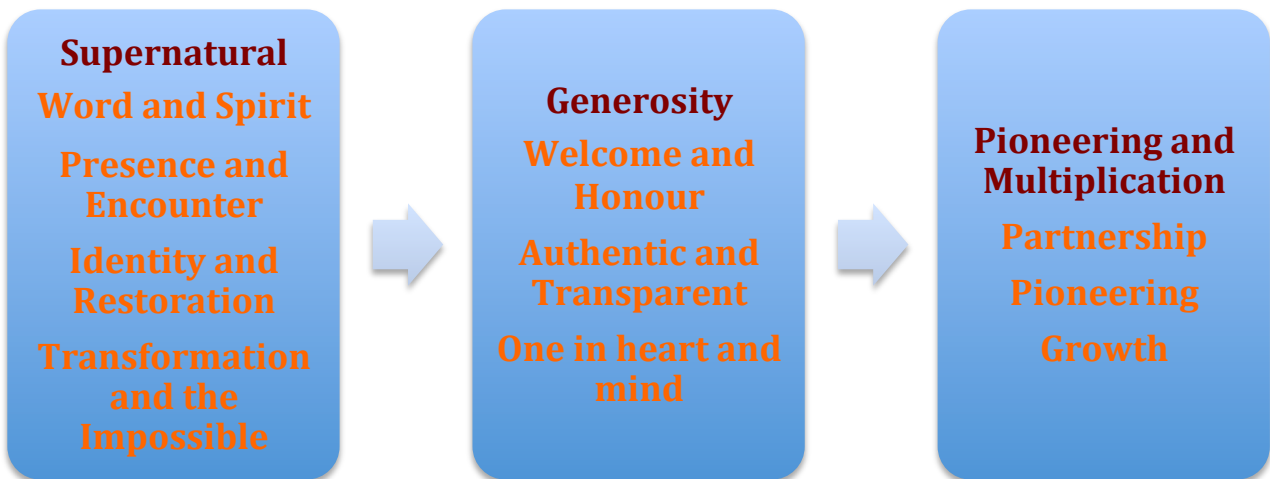 Supernatural
Word and Spirit
Presence and
Encounter
Identity and
Restoration
Transformation
and the
Impossible
Generosity
Welcome and
Honour
Authentic and
Transparent
One in heart and
mind
Pioneering and
Multiplication
Partnership
Pioneering
Growth